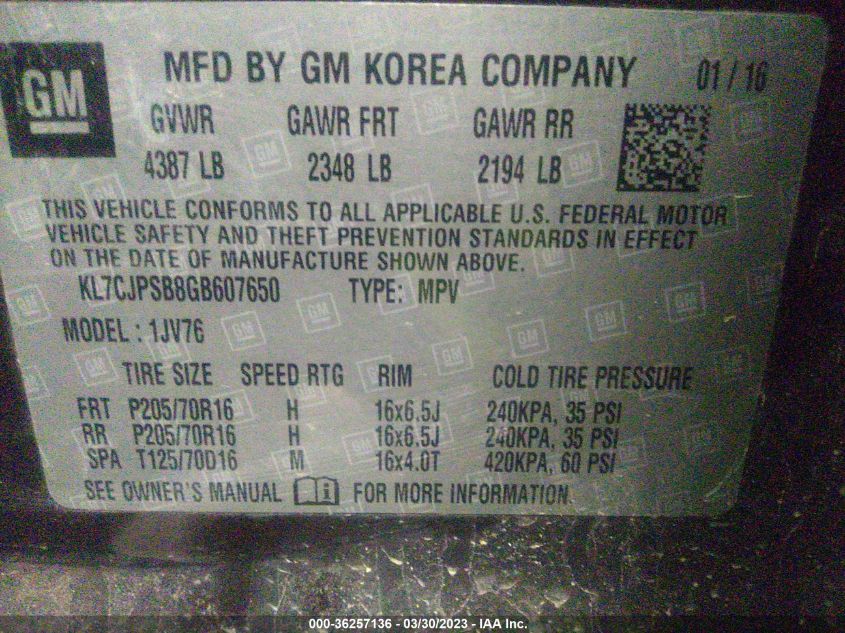 GM
MFD BY GM KOREA COMPANY 01 / 16
GVWR GAWR FRT GAWR RR
4387 LB 2348 LB 2194 LB
THIS VEHICLE CONFORMS TO ALL APPLICABLE U.S. FEDERAL MOTOR
VEHICLE SAFETY AND THEFT PREVENTION STANDARDS IN EFFECT
ON THE DATE OF MANUFACTURE SHOWN ABOVE.
KL7CJPSB8GB607650 TYPE: MPV
MODEL : 1JV76
TIRE SIZE SPEED RTG RIM COLD TIRE PRESSURE
FRT P205/70R16 H 16x6.5J 240KPA, 35 PSI
RR P205/70R16 H 16x6.5J 240KPA, 35 PSI
SPA T125/70D16 M 16x4.0T 420KPA, 60 PSI
SEE OWNER'S MANUAL i FOR MORE INFORMATION.
000-36257136 - 03/30/2023 - IAA Inc.